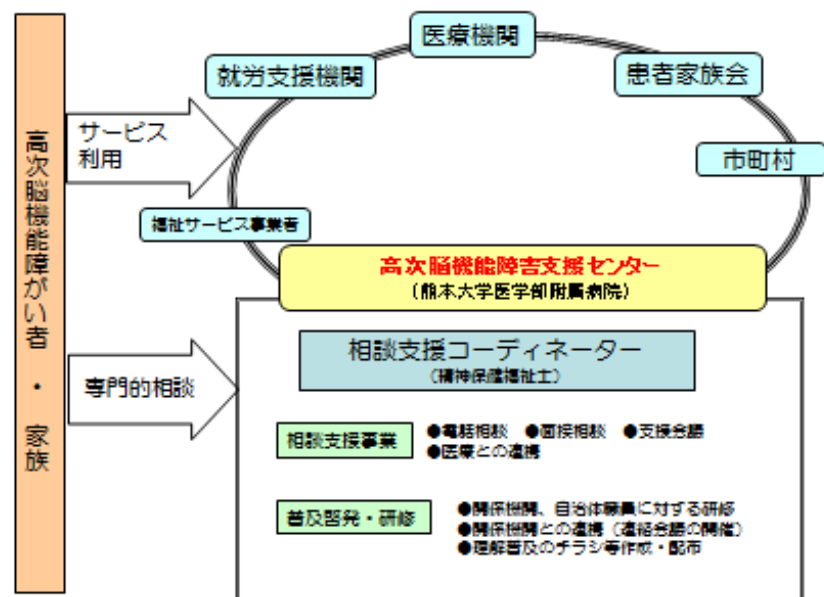 高次脳機能障がい者・家族
サービス
利用
専門的相談
医療機関
就労支援機関
患者家族会
市町村
福祉サービス事業者
高次脳機能障害支援センター
(熊本大学医学部附属病院)
相談支援コーディネーター
(精神保健福祉士)
相談支援事業
●電話相談 ●面接相談 ●支援会議
●医療との連携
普及啓発・研修
●関係機関、自治体職員に対する研修
●関係機関との連携(連絡会議の開催)
●理解普及のチラシ等作成・配布